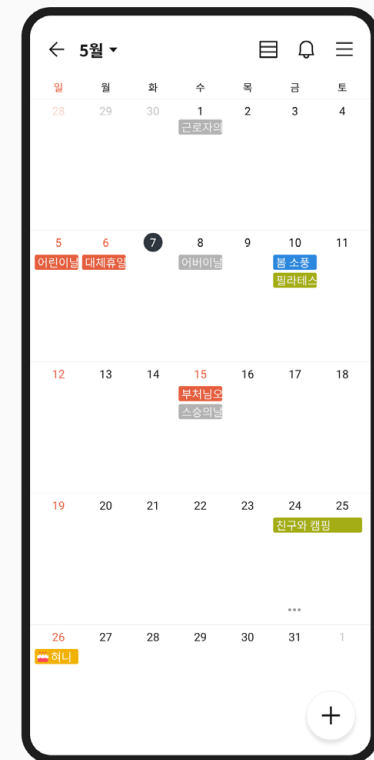 5월
일 월 화 수 목 금 토
28 29 30 1 2 3 4
근로자의
5 6 7 8 9 10 11
어린이날 대체휴일 어버이날 봄 소풍
필라테스
12 13 14 15 16 17 18
부처님오
스승의날
19 20 21 22 23 24 25
친구와 캠핑
26 27 28 29 30 31 1
혀니